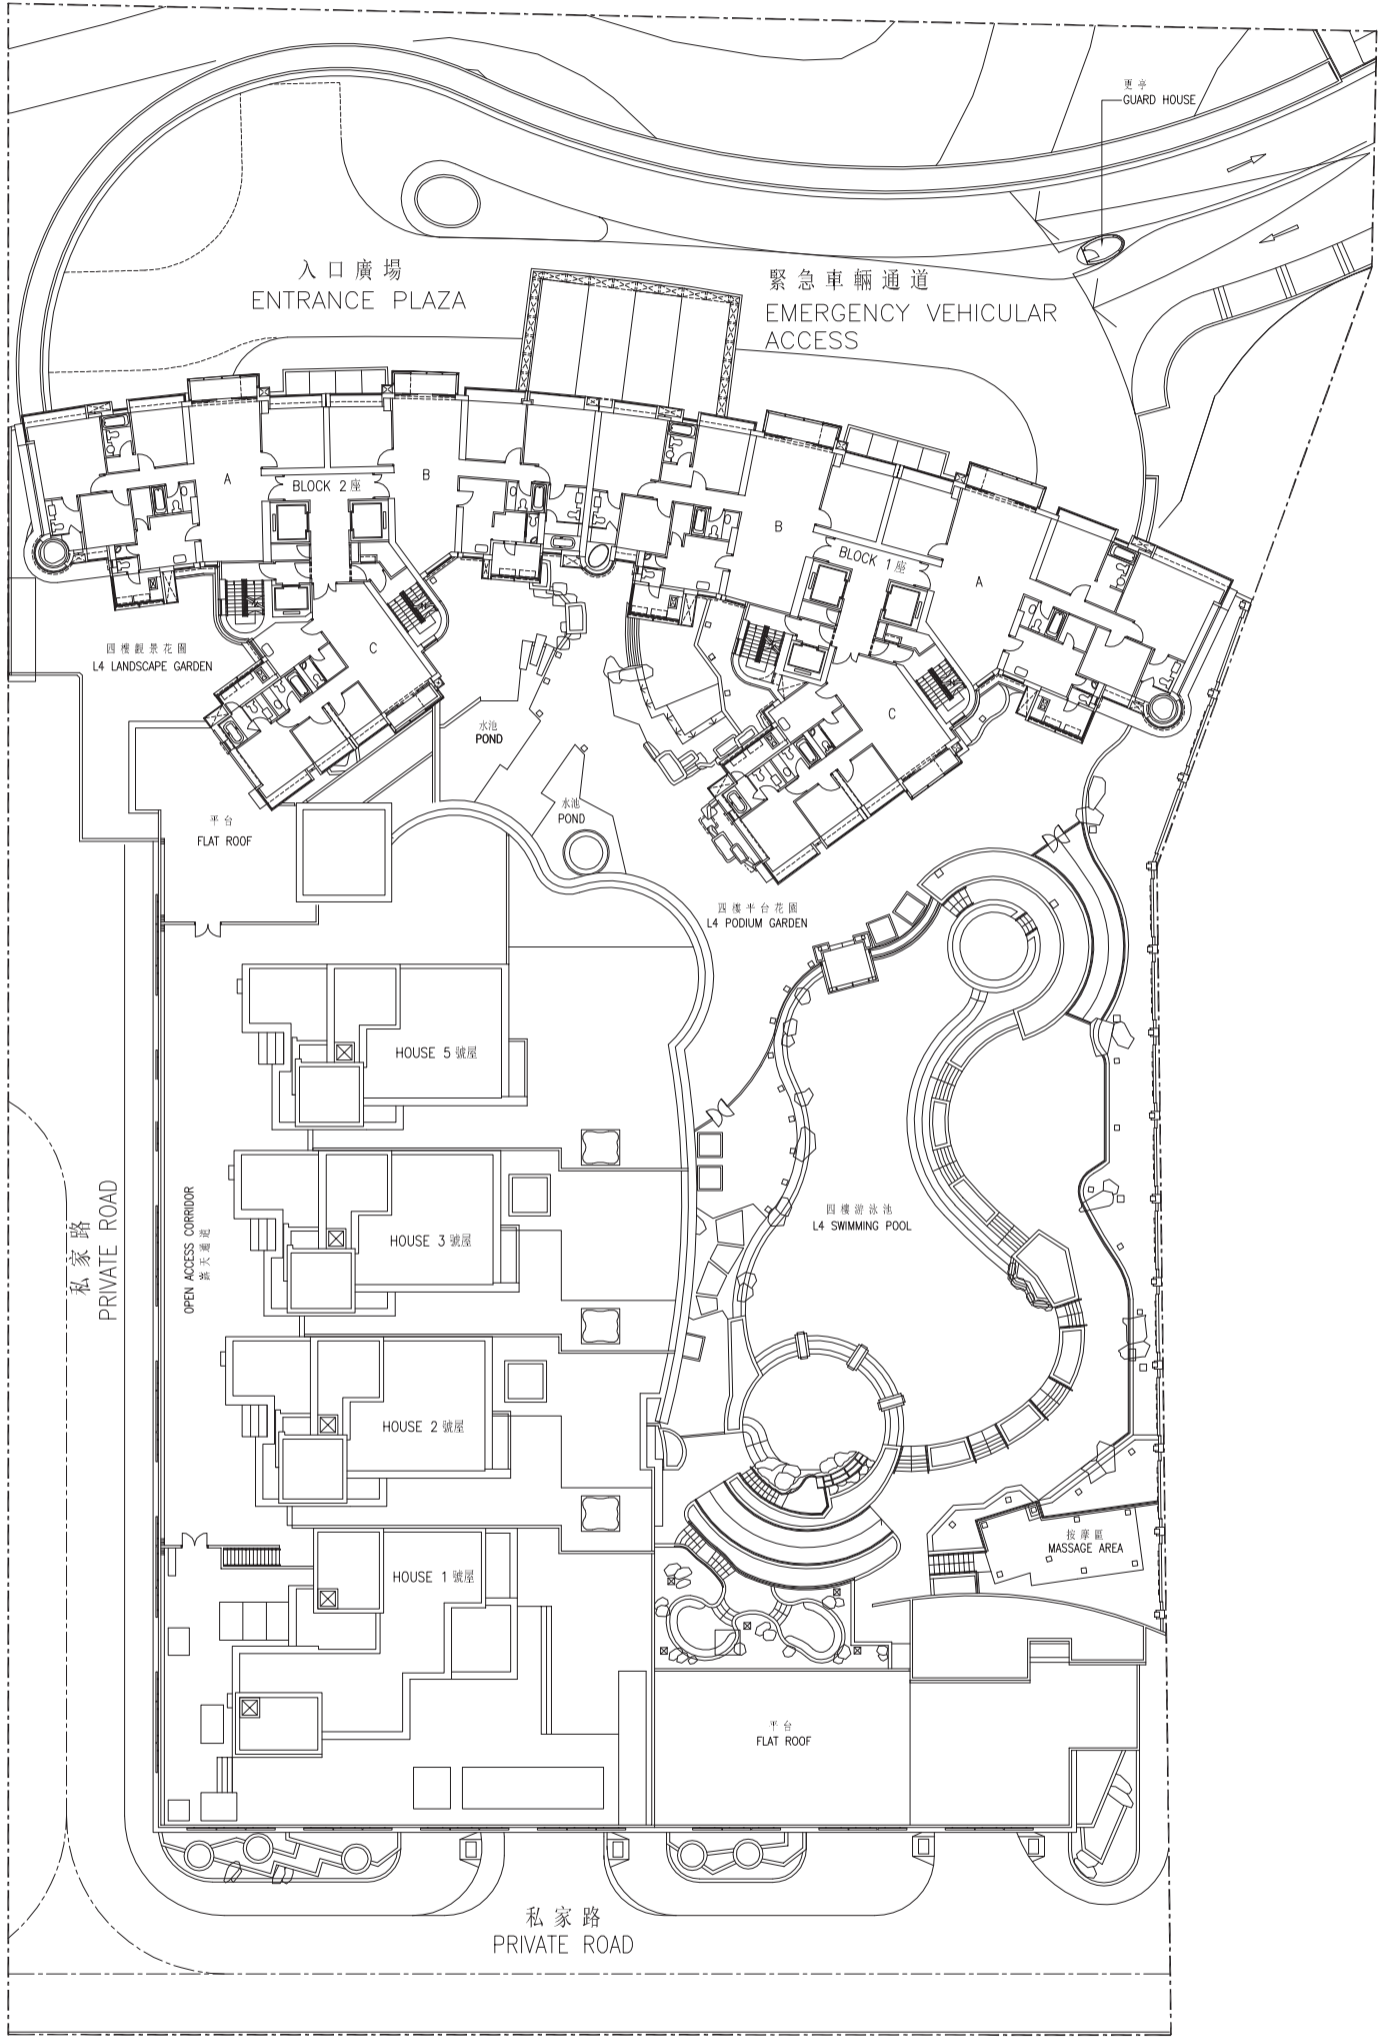 更亭
GUARD HOUSE
入口廣場
ENTRANCE PLAZA
緊急車輛通道
EMERGENCY VEHICULAR
ACCESS
A
BLOCK 2 座
B
B
BLOCK 1 座
A
C
C
四樓觀景花園
L4 LANDSCAPE GARDEN
水池
POND
水池
POND
平台
FLAT ROOF
四樓平台花園
L4 PODIUM GARDEN
HOUSE 5 號屋
HOUSE 3 號屋
HOUSE 2 號屋
HOUSE 1 號屋
私家路
PRIVATE ROAD
OPEN ACCESS CORRIDOR
露天通道
四樓游泳池
L4 SWIMMING POOL
按摩區
MASSAGE AREA
平台
FLAT ROOF
私家路
PRIVATE ROAD